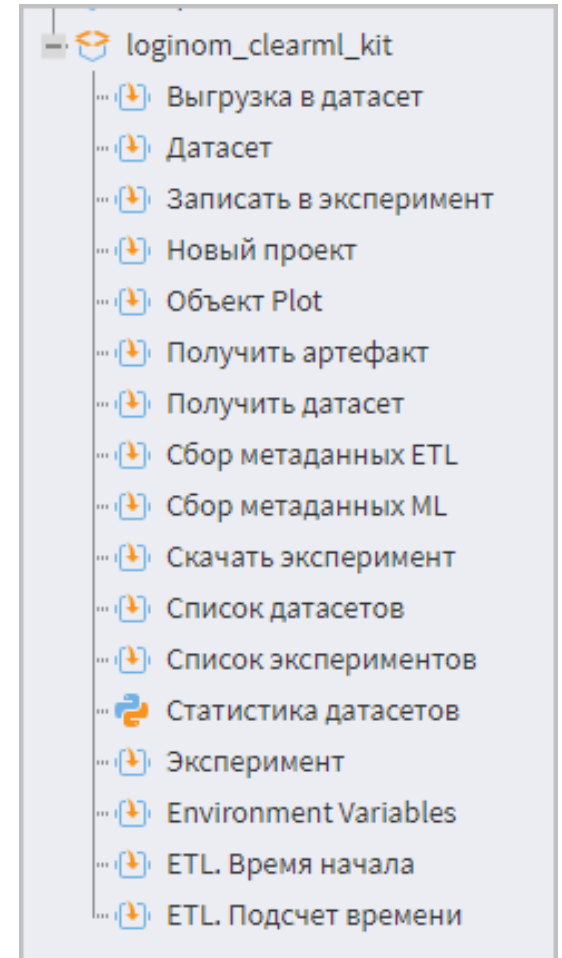 loginom_clearml_kit
Выгрузка в датасет
Датасет
Записать в эксперимент
Новый проект
Объект Plot
Получить артефакт
Получить датасет
Сбор метаданных ETL
Сбор метаданных ML
Скачать эксперимент
Список датасетов
Список экспериментов
Статистика датасетов
Эксперимент
Environment Variables
ETL. Время начала
ETL. Подсчет времени